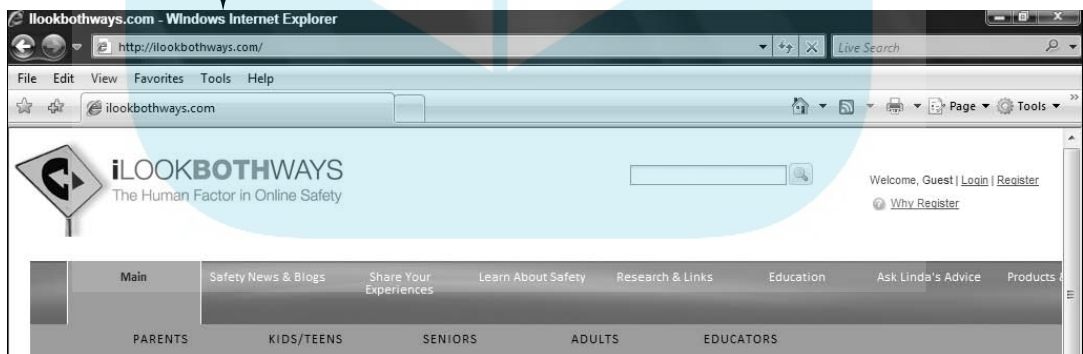 Ilookbothways.com - Windows Internet Explorer
http://ilookbothways.com/
Live Search
File Edit View Favorites Tools Help
ilookbothways.com
Page Tools
iLOOKBOTHWAYS
The Human Factor in Online Safety
Welcome, Guest | Login | Register
Why Register
Main Safety News & Blogs Share Your Experiences Learn About Safety Research & Links Education Ask Linda's Advice Products &
PARENTS KIDS/TEENS SENIORS ADULTS EDUCATORS